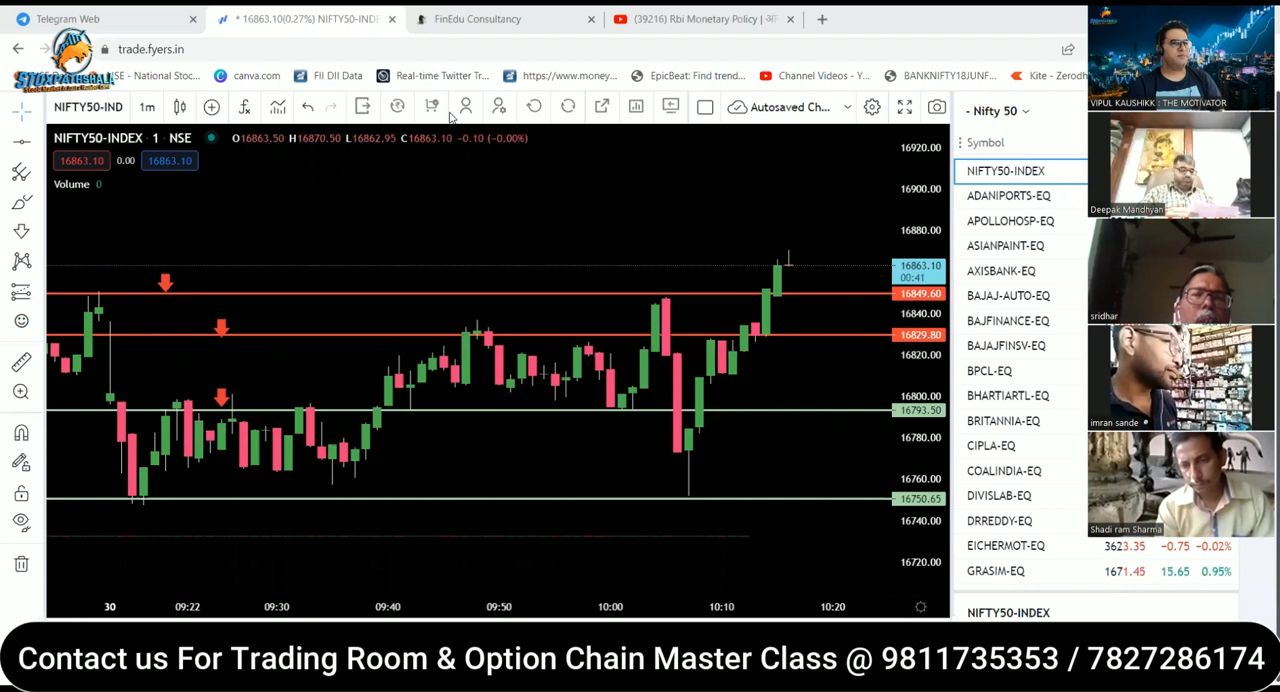 Telegram Web
* 16863.10(0.27%) NIFTY50-INDE
FinEdu Consultancy
(39216) Rbi Monetary Policy |
trade.fyers.in
STOXPATHSHALA
NSE - National Stoc...
canva.com
FII DII Data
Real-time Twitter Tr...
https://www.money...
EpicBeat: Find trend...
Channel Videos - Y...
BANKNIFTY18JUNF...
Kite - Zerodh
NIFTY50-IND
1m
Autosaved Ch...
- Nifty 50
NIFTY50-INDEX · 1 · NSE
O16863.50 H16870.50 L16862.95 C16863.10 -0.10 (-0.00%)
16863.10 0.00 16863.10
Volume 0
16920.00
16900.00
16880.00
16863.10
00:41
16849.60
16840.00
16829.80
16820.00
16800.00
16793.50
16780.00
16760.00
16750.65
16740.00
16720.00
30 09:22 09:30 09:40 09:50 10:00 10:10 10:20
Symbol
NIFTY50-INDEX
ADANIPORTS-EQ
APOLLOHOSP-EQ
ASIANPAINT-EQ
AXISBANK-EQ
BAJAJ-AUTO-EQ
BAJFINANCE-EQ
BAJAJFINSV-EQ
BPCL-EQ
BHARTIARTL-EQ
BRITANNIA-EQ
CIPLA-EQ
COALINDIA-EQ
DIVISLAB-EQ
DRREDDY-EQ
EICHERMOT-EQ 3623.35 −0.75 −0.02%
GRASIM-EQ 1671.45 15.65 0.95%
NIFTY50-INDEX
VIPUL KAUSHIKK : THE MOTIVATOR
Deepak Mandhyan
sridhar
imran sande
Shadi ram Sharma
Contact us For Trading Room & Option Chain Master Class @ 9811735353 / 7827286174